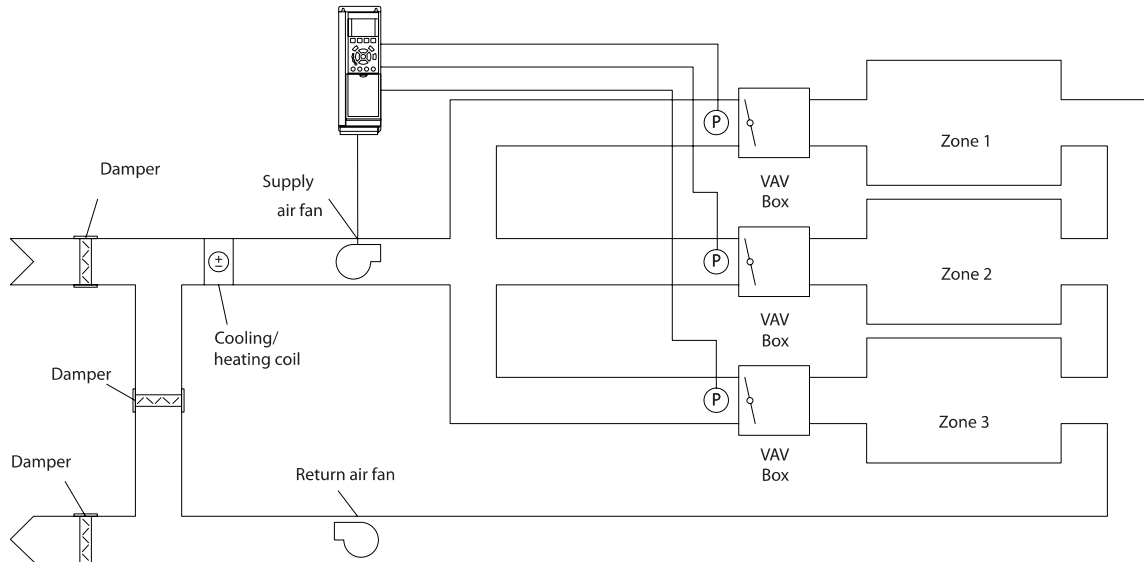 Damper
Supply
air fan
P
VAV
Box
Zone 1
±
Cooling/
heating coil
P
VAV
Box
Zone 2
Damper
P
VAV
Box
Zone 3
Damper
Return air fan